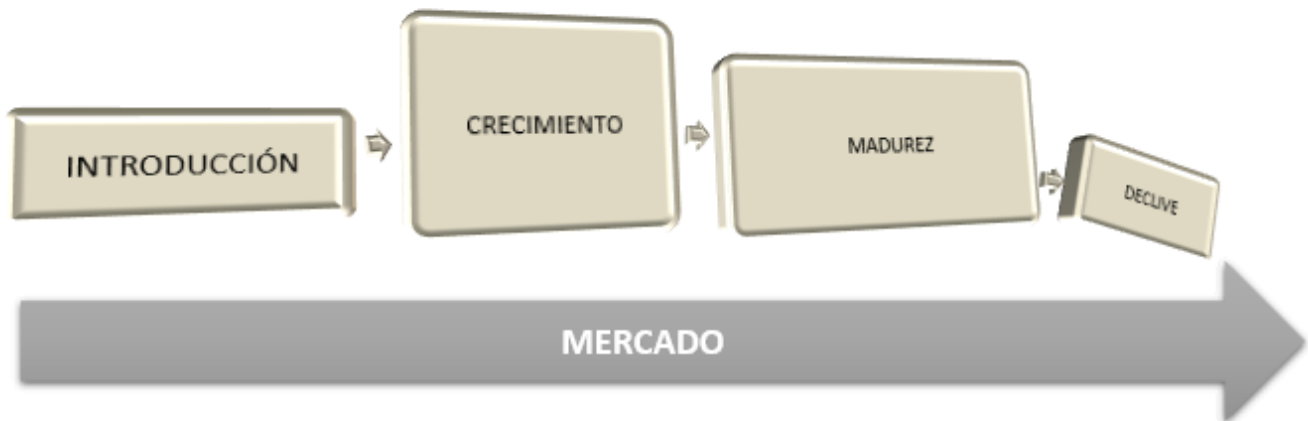 INTRODUCCIÓN
CRECIMIENTO
MADUREZ
DECLIVE
MERCADO